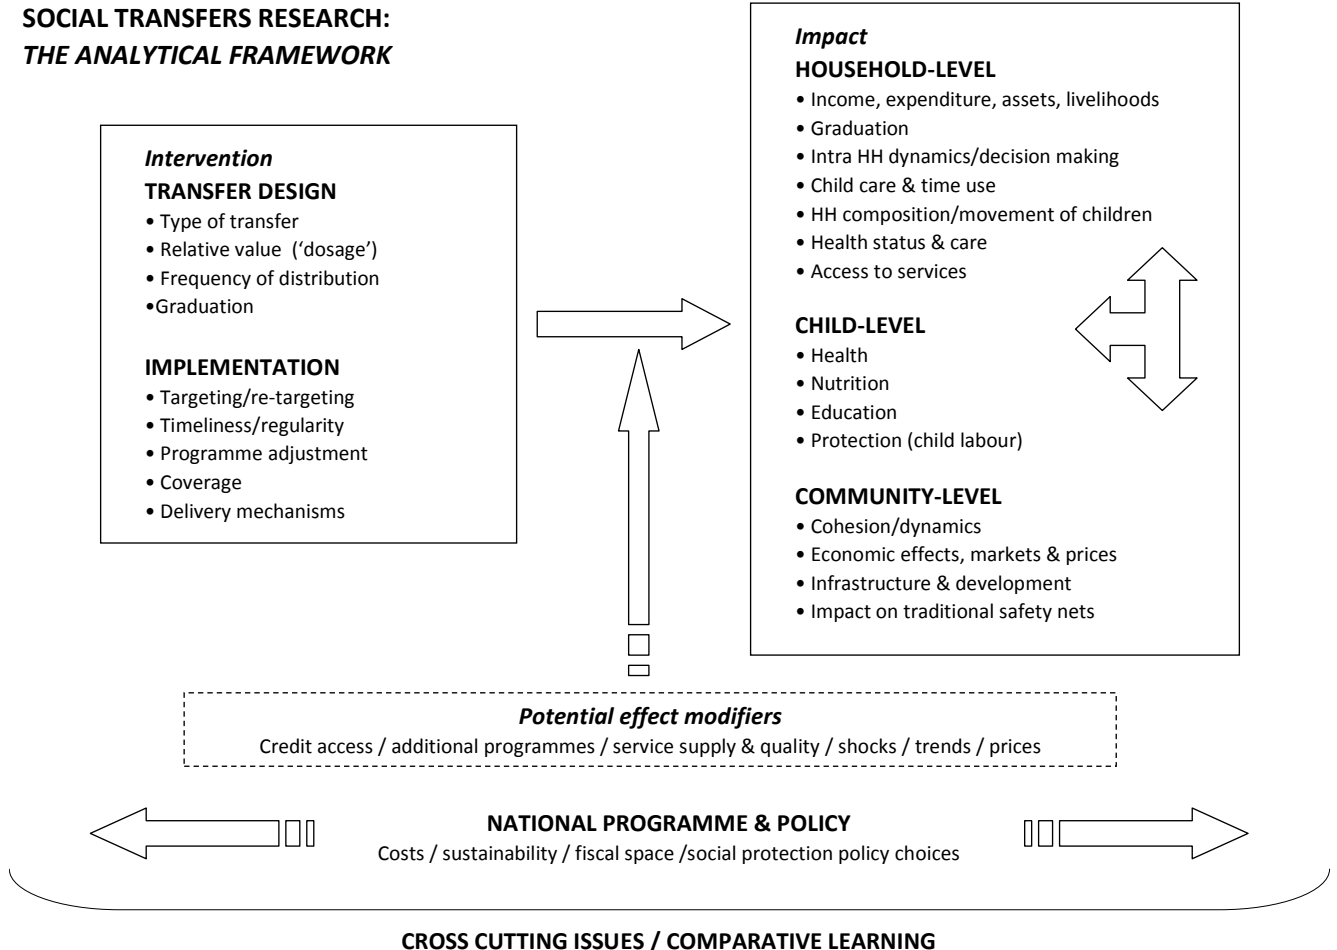 SOCIAL TRANSFERS RESEARCH:
THE ANALYTICAL FRAMEWORK
Intervention
TRANSFER DESIGN
• Type of transfer
• Relative value  (‘dosage’)
• Frequency of distribution
•Graduation
IMPLEMENTATION
• Targeting/re-targeting
• Timeliness/regularity
• Programme adjustment
• Coverage
• Delivery mechanisms
Impact
HOUSEHOLD-LEVEL
• Income, expenditure, assets, livelihoods
• Graduation
• Intra HH dynamics/decision making
• Child care & time use
• HH composition/movement of children
• Health status & care
• Access to services
CHILD-LEVEL
• Health
• Nutrition
• Education
• Protection (child labour)
COMMUNITY-LEVEL
• Cohesion/dynamics
• Economic effects, markets & prices
• Infrastructure & development
• Impact on traditional safety nets
Potential effect modifiers
Credit access / additional programmes / service supply & quality / shocks / trends / prices
NATIONAL PROGRAMME & POLICY
Costs / sustainability / fiscal space /social protection policy choices
CROSS CUTTING ISSUES / COMPARATIVE LEARNING